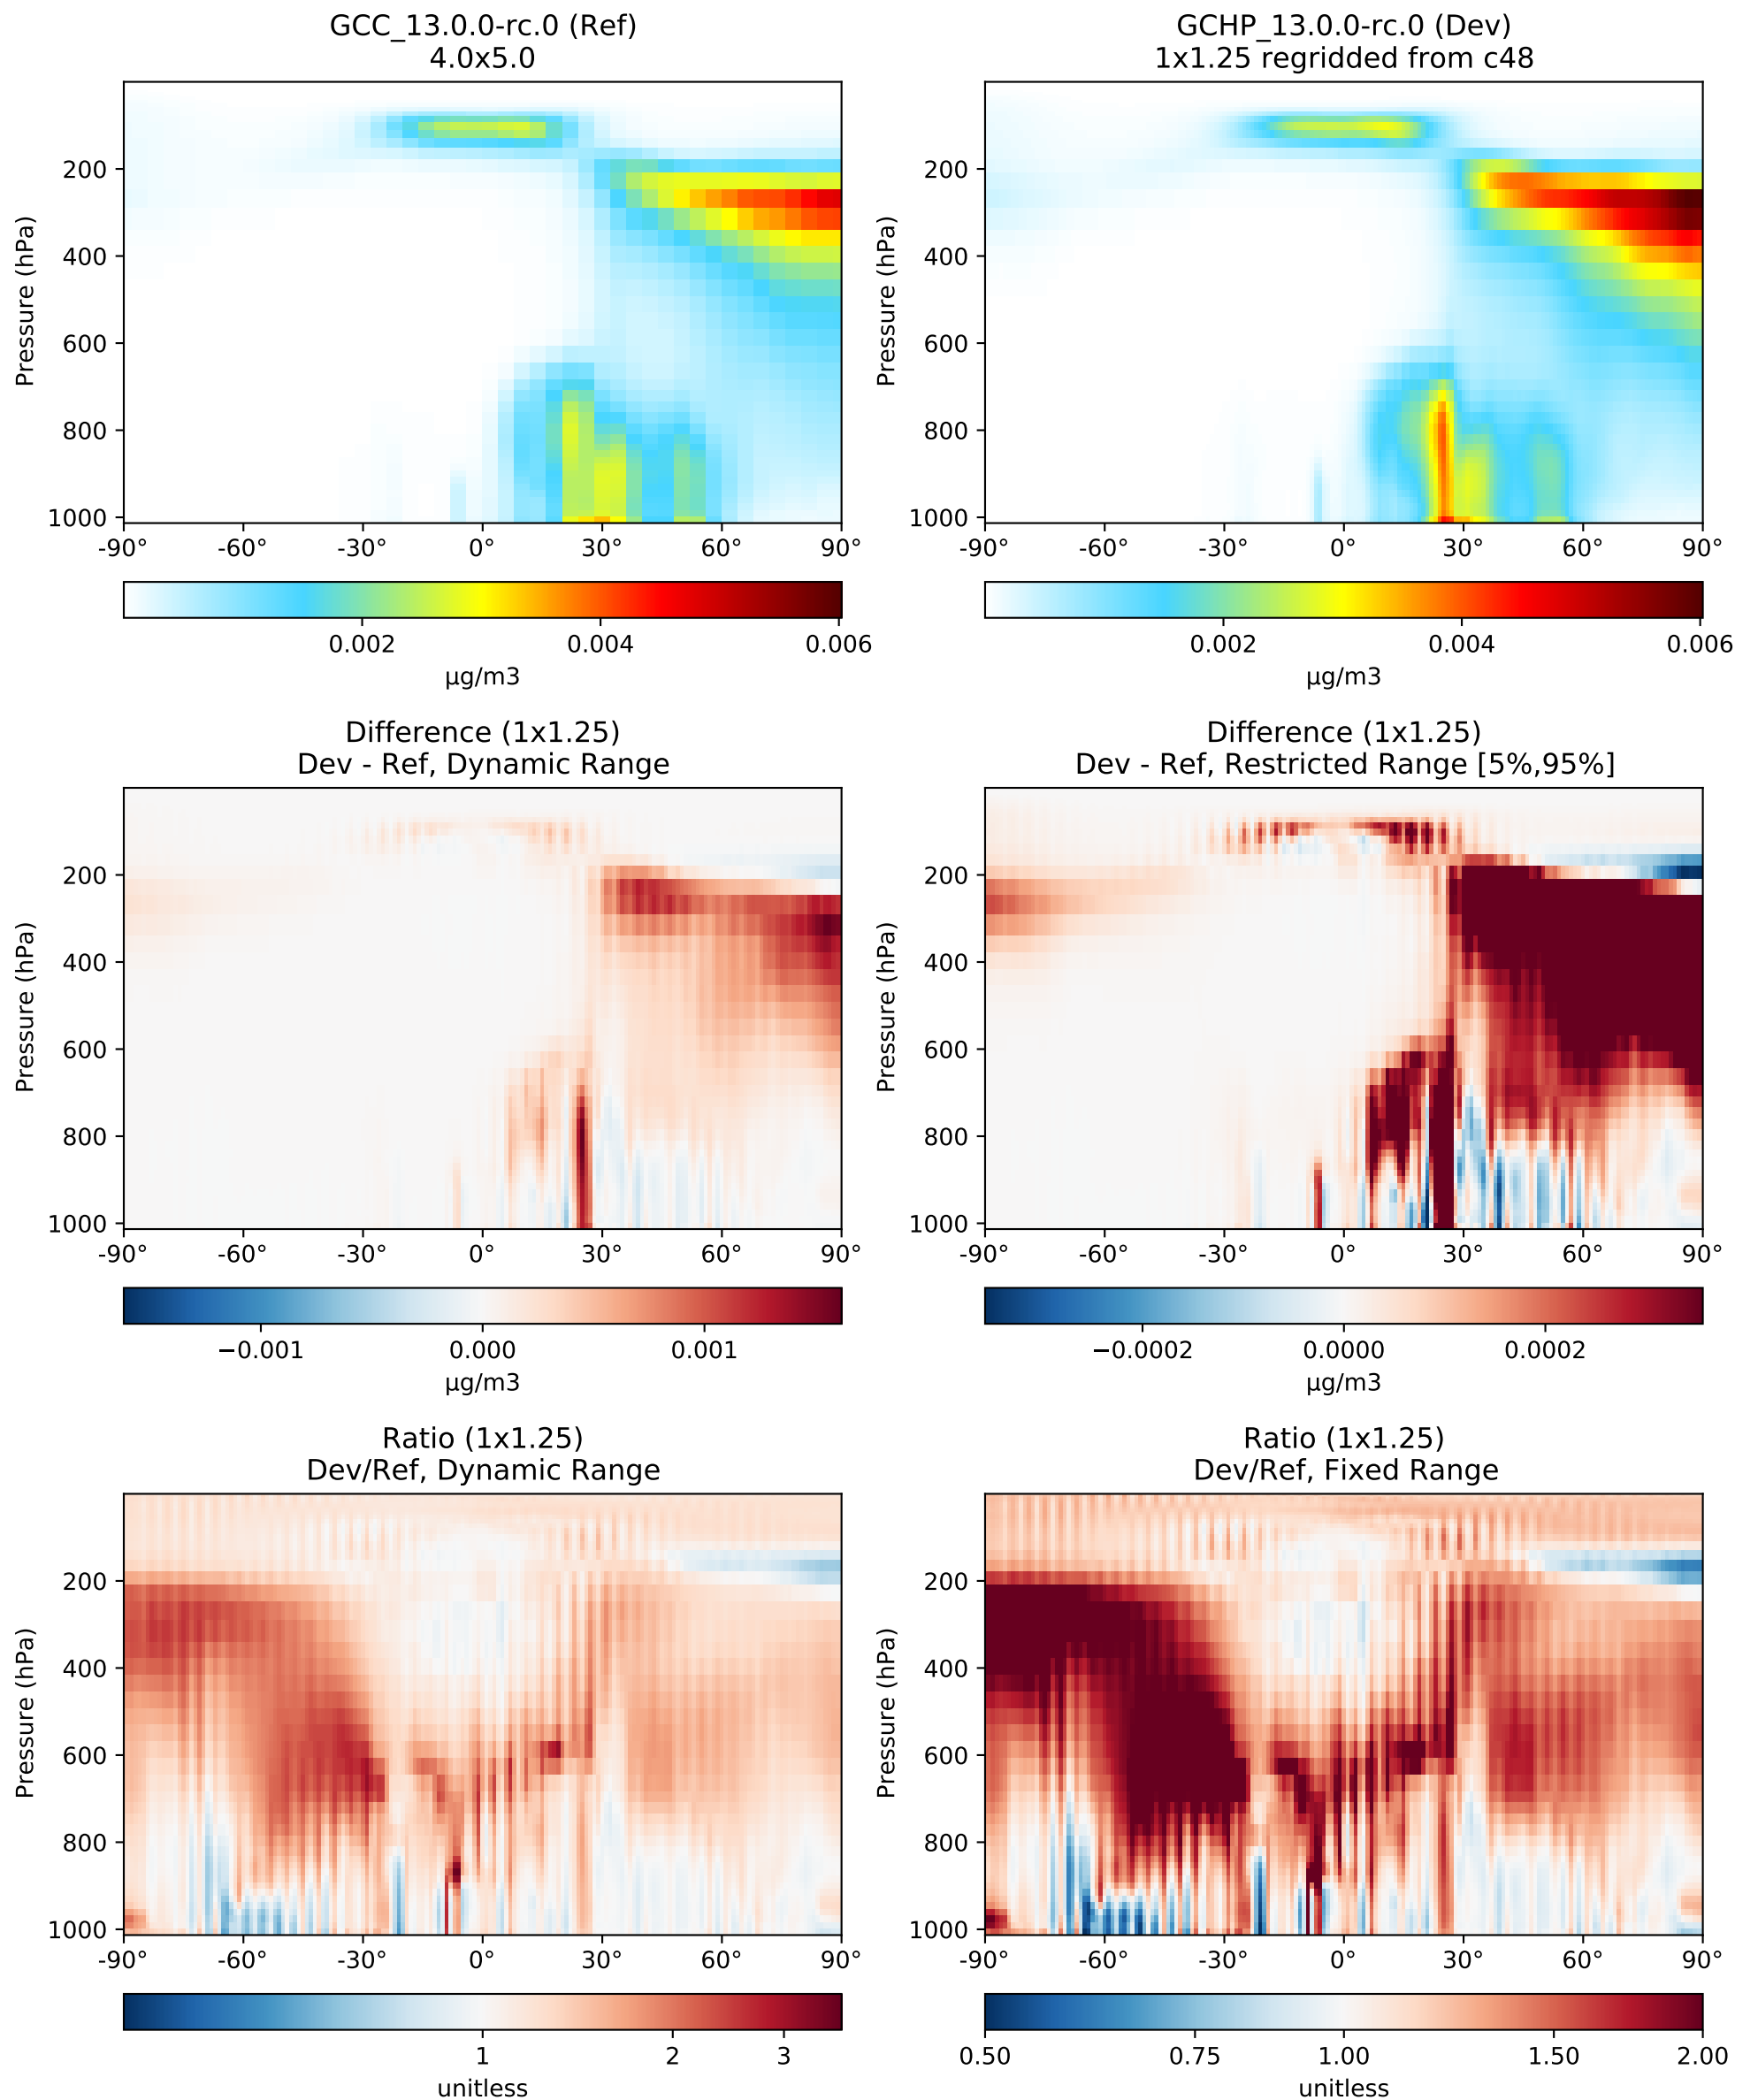 GCC_13.0.0-rc.0 (Ref)
4.0x5.0
Pressure (hPa)
200
400
600
800
1000
-90° -60° -30° 0° 30° 60° 90°
0.002 0.004 0.006
µg/m3
GCHP_13.0.0-rc.0 (Dev)
1x1.25 regridded from c48
Pressure (hPa)
200
400
600
800
1000
-90° -60° -30° 0° 30° 60° 90°
0.002 0.004 0.006
µg/m3
Difference (1x1.25)
Dev - Ref, Dynamic Range
Pressure (hPa)
200
400
600
800
1000
-90° -60° -30° 0° 30° 60° 90°
−0.001 0.000 0.001
µg/m3
Difference (1x1.25)
Dev - Ref, Restricted Range [5%,95%]
Pressure (hPa)
200
400
600
800
1000
-90° -60° -30° 0° 30° 60° 90°
−0.0002 0.0000 0.0002
µg/m3
Ratio (1x1.25)
Dev/Ref, Dynamic Range
Pressure (hPa)
200
400
600
800
1000
-90° -60° -30° 0° 30° 60° 90°
1 2 3
unitless
Ratio (1x1.25)
Dev/Ref, Fixed Range
Pressure (hPa)
200
400
600
800
1000
-90° -60° -30° 0° 30° 60° 90°
0.50 0.75 1.00 1.50 2.00
unitless